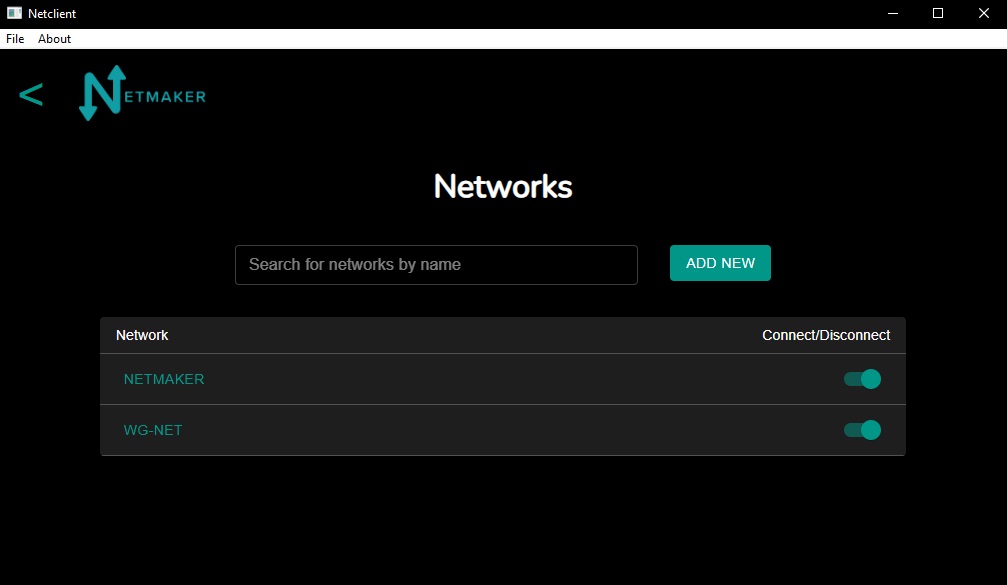 Netclient
File About
< NETMAKER
Networks
Search for networks by name
ADD NEW
Network Connect/Disconnect
NETMAKER
WG-NET